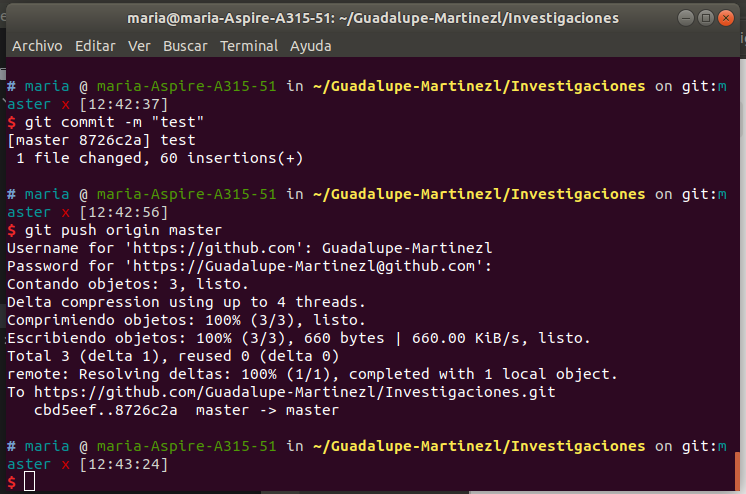 maria@maria-Aspire-A315-51: ~/Guadalupe-Martinezl/Investigaciones
Archivo Editar Ver Buscar Terminal Ayuda
# maria @ maria-Aspire-A315-51 in ~/Guadalupe-Martinezl/Investigaciones on git:m
aster x [12:42:37]
$ git commit -m "test"
[master 8726c2a] test
 1 file changed, 60 insertions(+)
# maria @ maria-Aspire-A315-51 in ~/Guadalupe-Martinezl/Investigaciones on git:m
aster x [12:42:56]
$ git push origin master
Username for 'https://github.com': Guadalupe-Martinezl
Password for 'https://Guadalupe-Martinezl@github.com':
Contando objetos: 3, listo.
Delta compression using up to 4 threads.
Comprimiendo objetos: 100% (3/3), listo.
Escribiendo objetos: 100% (3/3), 660 bytes | 660.00 KiB/s, listo.
Total 3 (delta 1), reused 0 (delta 0)
remote: Resolving deltas: 100% (1/1), completed with 1 local object.
To https://github.com/Guadalupe-Martinezl/Investigaciones.git
   cbd5eef..8726c2a  master -> master
# maria @ maria-Aspire-A315-51 in ~/Guadalupe-Martinezl/Investigaciones on git:m
aster x [12:43:24]
$